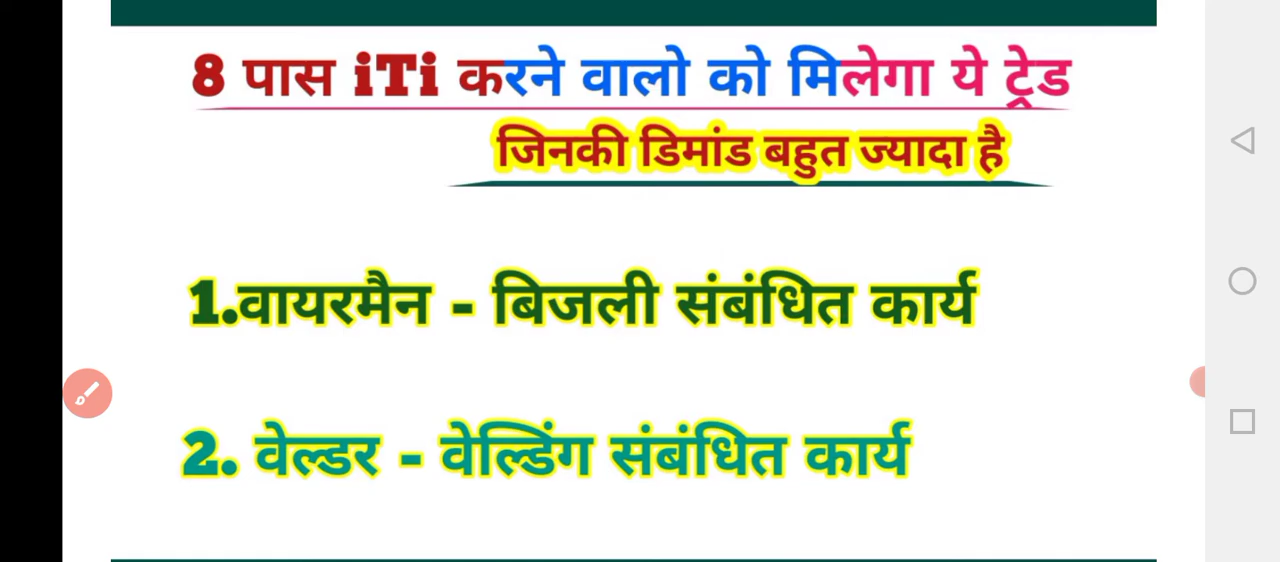 8 पास iTi करने वालो को मिलेगा ये ट्रेड
जिनकी डिमांड बहुत ज्यादा है
1.वायरमैन - बिजली संबंधित कार्य
2. वेल्डर - वेल्डिंग संबंधित कार्य